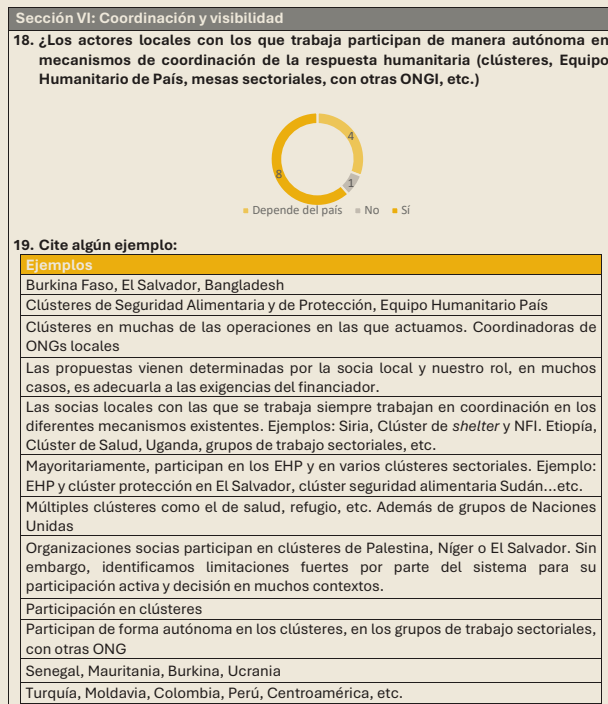 Sección VI: Coordinación y visibilidad
18. ¿Los actores locales con los que trabaja participan de manera autónoma en
mecanismos de coordinación de la respuesta humanitaria (clústeres, Equipo
Humanitario de País, mesas sectoriales, con otras ONGI, etc.)
4
8
1
Depende del país No Sí
19. Cite algún ejemplo:
Ejemplos
Burkina Faso, El Salvador, Bangladesh
Clústeres de Seguridad Alimentaria y de Protección, Equipo Humanitario País
Clústeres en muchas de las operaciones en las que actuamos. Coordinadoras de
ONGs locales
Las propuestas vienen determinadas por la socia local y nuestro rol, en muchos
casos, es adecuarla a las exigencias del financiador.
Las socias locales con las que se trabaja siempre trabajan en coordinación en los
diferentes mecanismos existentes. Ejemplos: Siria, Clúster de shelter y NFI. Etiopía,
Clúster de Salud, Uganda, grupos de trabajo sectoriales, etc.
Mayoritariamente, participan en los EHP y en varios clústeres sectoriales. Ejemplo:
EHP y clúster protección en El Salvador, clúster seguridad alimentaria Sudán...etc.
Múltiples clústeres como el de salud, refugio, etc. Además de grupos de Naciones
Unidas
Organizaciones socias participan en clústeres de Palestina, Níger o El Salvador. Sin
embargo, identificamos limitaciones fuertes por parte del sistema para su
participación activa y decisión en muchos contextos.
Participación en clústeres
Participan de forma autónoma en los clústeres, en los grupos de trabajo sectoriales,
con otras ONG
Senegal, Mauritania, Burkina, Ucrania
Turquía, Moldavia, Colombia, Perú, Centroamérica, etc.